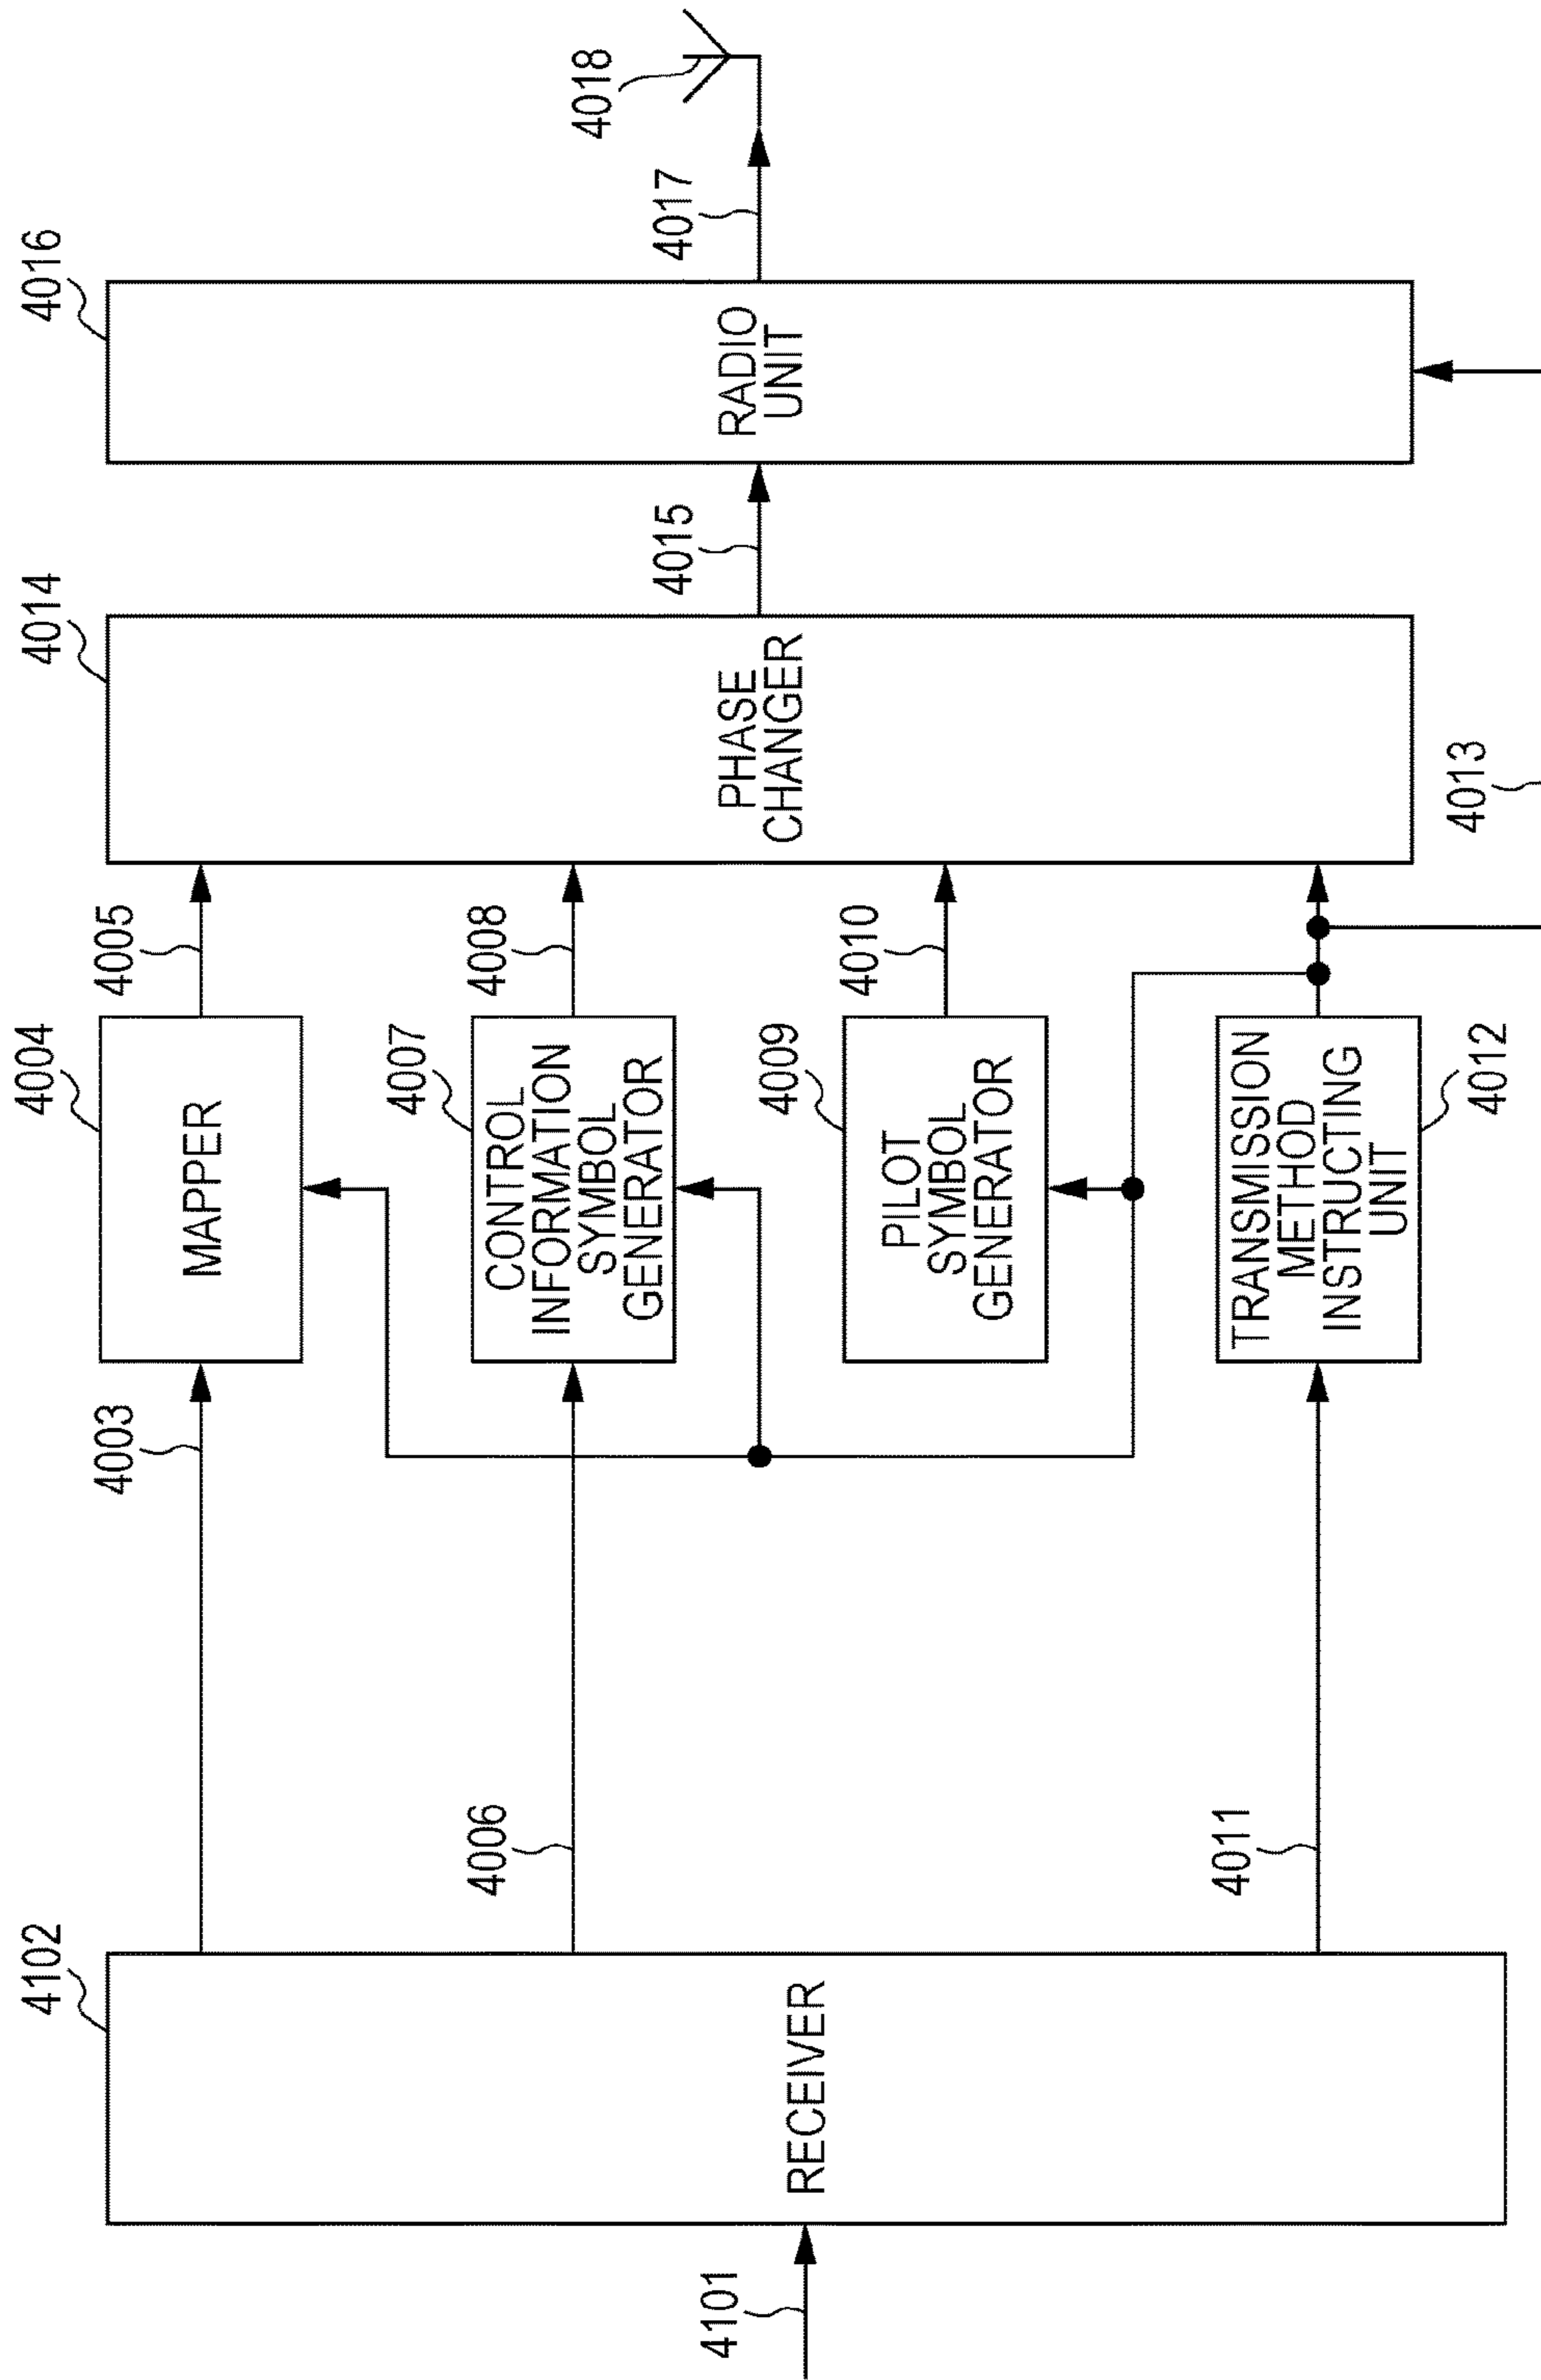 4101
4102
RECEIVER
4003
4006
4011
4004
MAPPER
4005
4007
CONTROL
INFORMATION
SYMBOL
GENERATOR
4008
4009
PILOT
SYMBOL
GENERATOR
4010
TRANSMISSION
METHOD
INSTRUCTING
UNIT
4012
4013
4014
PHASE
CHANGER
4015
4016
RADIO
UNIT
4017
4018